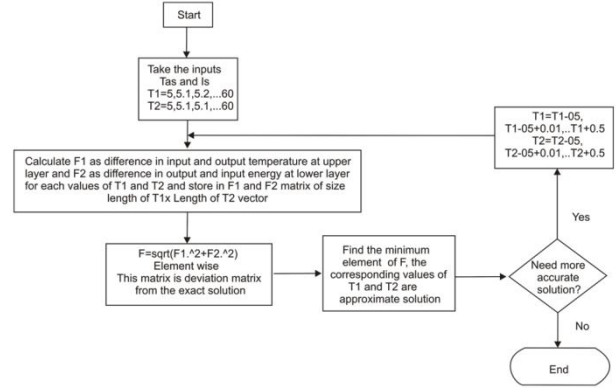 Start
Take the inputs
Tas and Is
T1=5,5.1,5.2,...60
T2=5,5.1,5.1,...60
T1=T1-05,
T1-05+0.01,..T1+0.5
T2=T2-05,
T2-05+0.01,..T2+0.5
Calculate F1 as difference in input and output temperature at upper
layer and F2 as difference in output and input energy at lower layer
for each values of T1 and T2 and store in F1 and F2 matrix of size
length of T1x Length of T2 vector
Yes
F=sqrt(F1.^2+F2.^2)
Element wise
This matrix is deviation matrix
from the exact solution
Find the minimum
element of F, the
corresponding values of
T1 and T2 are
approximate solution
Need more
accurate
solution?
No
End